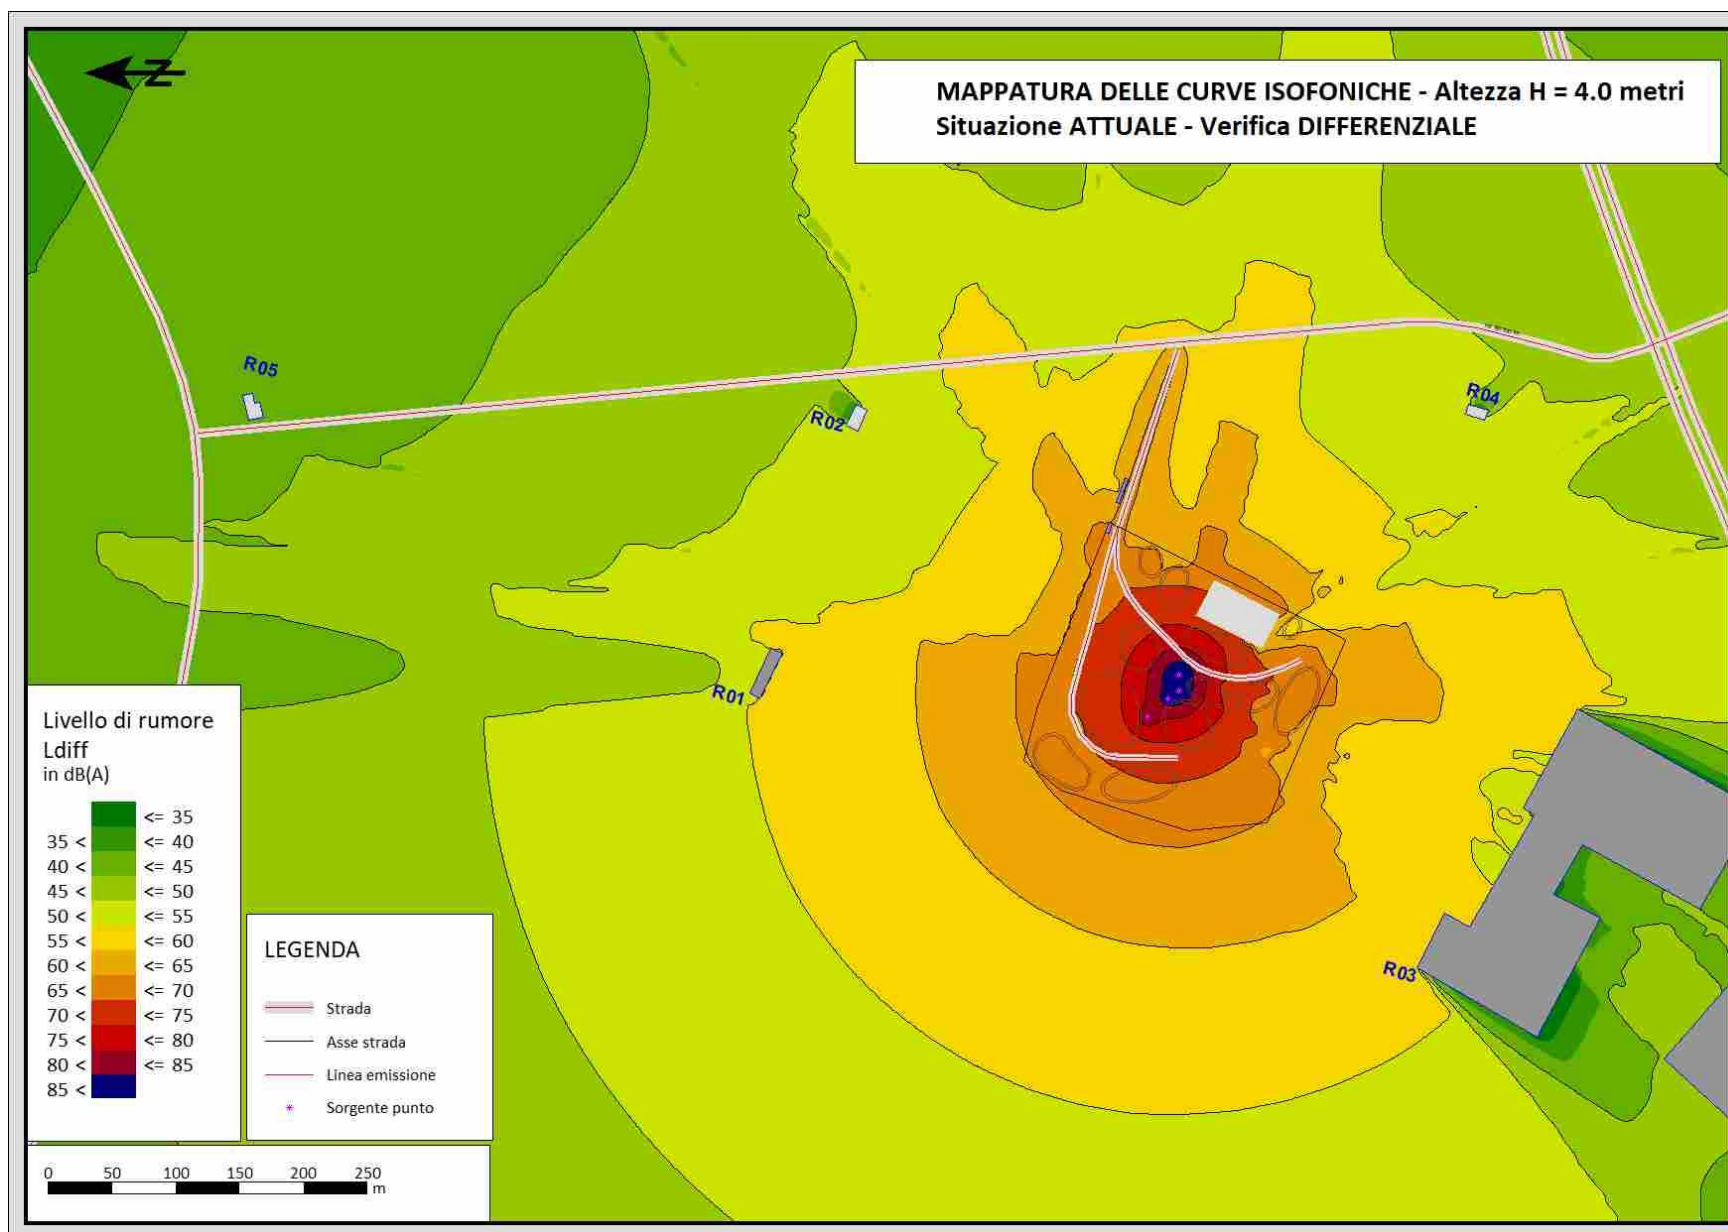 N
MAPPATURA DELLE CURVE ISOFONICHE - Altezza H = 4.0 metri
Situazione ATTUALE - Verifica DIFFERENZIALE
R05
R02
R04
R01
R03
Livello di rumore
Ldiff
in dB(A)
<= 35
35 < <= 40
40 < <= 45
45 < <= 50
50 < <= 55
55 < <= 60
60 < <= 65
65 < <= 70
70 < <= 75
75 < <= 80
80 < <= 85
85 <
LEGENDA
Strada
Asse strada
Linea emissione
Sorgente punto
0 50 100 150 200 250
m